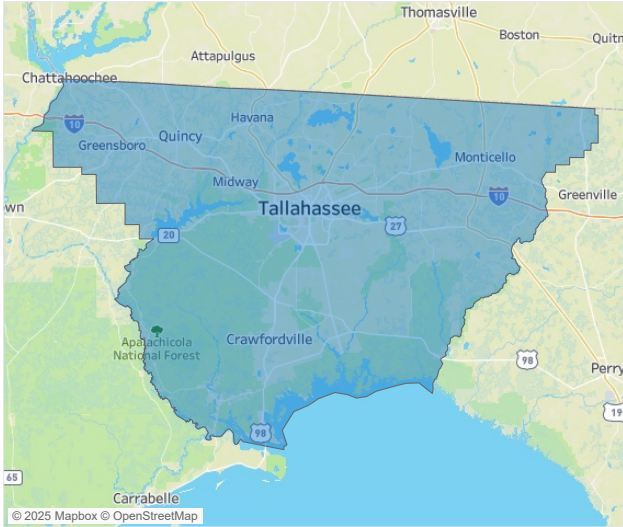 Thomasville
Boston
Quitm
Attapulgus
Chattahoochee
Havana
10
Quincy
Greensboro
Monticello
Midway
10
Greenville
own
Tallahassee
27
20
Apalachicola
National Forest
Crawfordville
98
Perry
19
98
65
Carrabelle
© 2025 Mapbox © OpenStreetMap